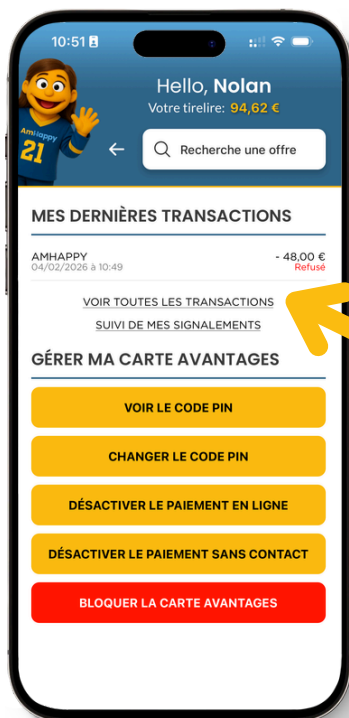 10:51
Hello, Nolan
Votre tirelire: 94,62 €
AmHappy
21
Recherche une offre
MES DERNIÈRES TRANSACTIONS
AMHAPPY
- 48,00 €
04/02/2026 à 10:49
Refusé
VOIR TOUTES LES TRANSACTIONS
SUIVI DE MES SIGNALEMENTS
GÉRER MA CARTE AVANTAGES
VOIR LE CODE PIN
CHANGER LE CODE PIN
DÉSACTIVER LE PAIEMENT EN LIGNE
DÉSACTIVER LE PAIEMENT SANS CONTACT
BLOQUER LA CARTE AVANTAGES